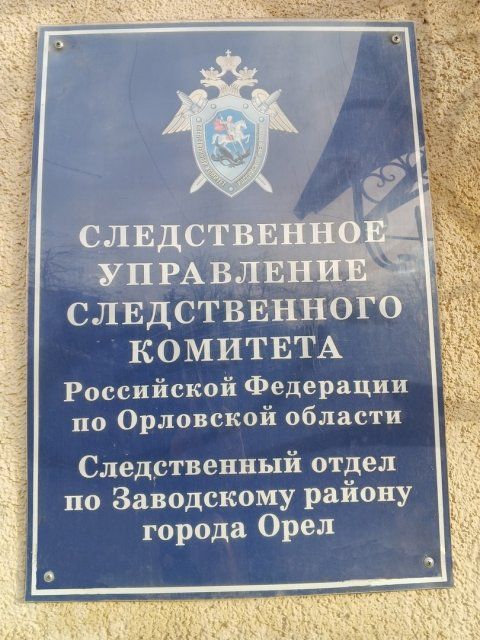 СЛЕДСТВЕННОЕ
УПРАВЛЕНИЕ
СЛЕДСТВЕННОГО
КОМИТЕТА
Российской Федерации
по Орловской области
Следственный отдел
по Заводскому району
города Орел